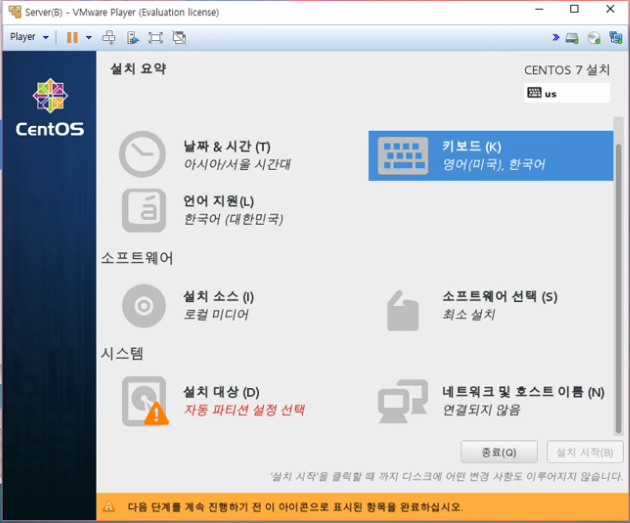 Server(B) - VMware Player (Evaluation license)
Player
설치 요약
CENTOS 7 설치
us
CentOS
날짜 & 시간 (T)
아시아/서울 시간대
키보드 (K)
영어(미국), 한국어
언어 지원(L)
한국어 (대한민국)
소프트웨어
설치 소스 (I)
로컬 미디어
소프트웨어 선택 (S)
최소 설치
시스템
설치 대상 (D)
자동 파티션 설정 선택
네트워크 및 호스트 이름 (N)
연결되지 않음
종료(Q)
설치 시작(B)
'설치 시작'을 클릭할 때 까지 디스크에 어떤 변경 사항도 이루어지지 않습니다.
다음 단계를 계속 진행하기 전 이 아이콘으로 표시된 항목을 완료하십시오.